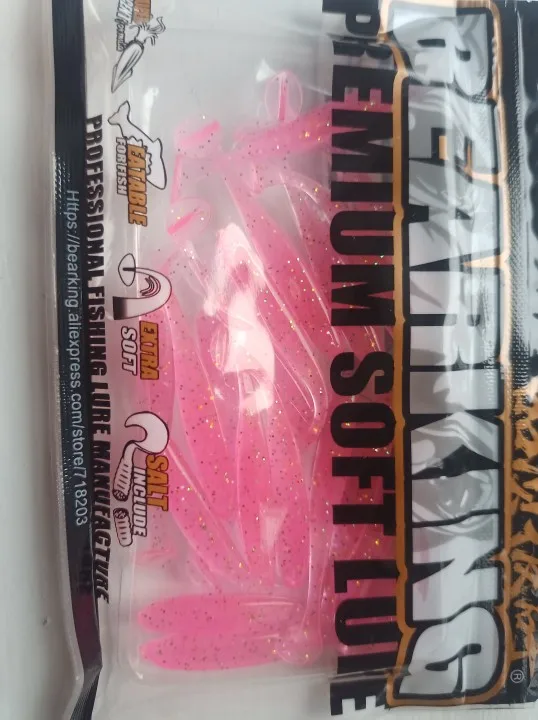 BEARKING
®
PREMIUM SOFT LURE
EATABLE
FOR FISH
EXTRA
SOFT
SALT
INCLUDE
PROFESSIONAL FISHING LURE MANUFACTURE
Https://bearking.aliexpress.com/store/718203